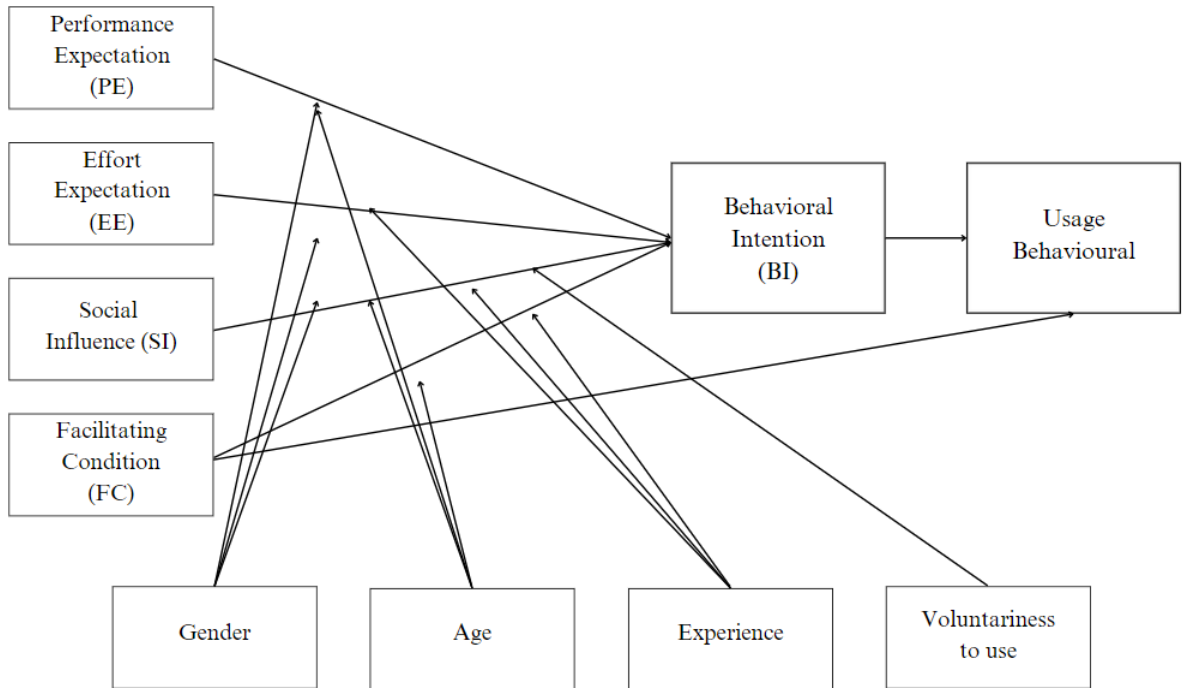 Performance
Expectation
(PE)
Effort
Expectation
(EE)
Social
Influence (SI)
Facilitating
Condition
(FC)
Behavioral
Intention
(BI)
Usage
Behavioural
Gender
Age
Experience
Voluntariness
to use